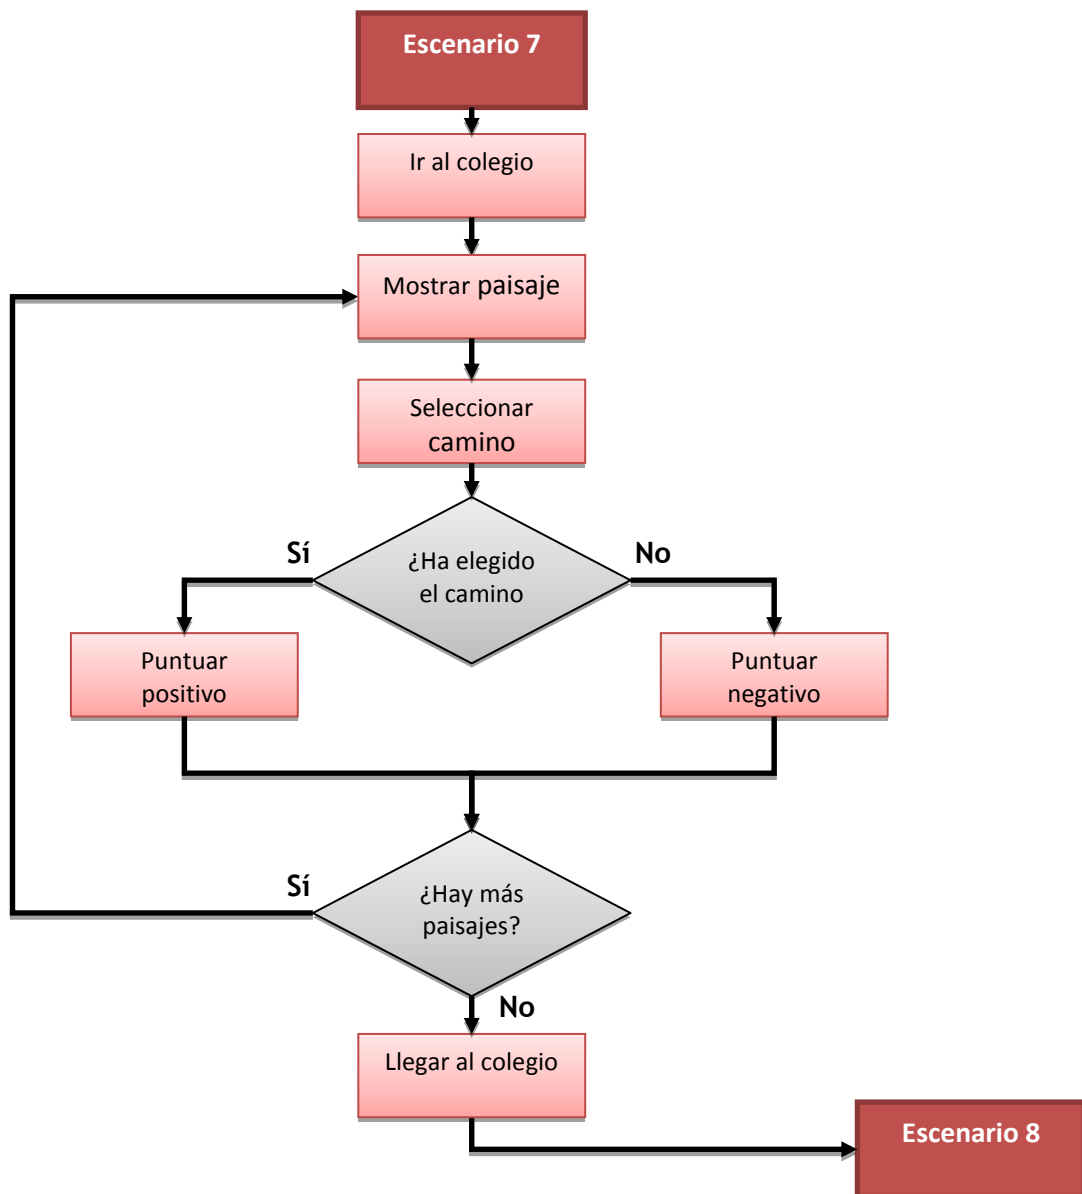 Escenario 7
Ir al colegio
Mostrar paisaje
Seleccionar
camino
Sí
¿Ha elegido
el camino
No
Puntuar
positivo
Puntuar
negativo
Sí
¿Hay más
paisajes?
No
Llegar al colegio
Escenario 8